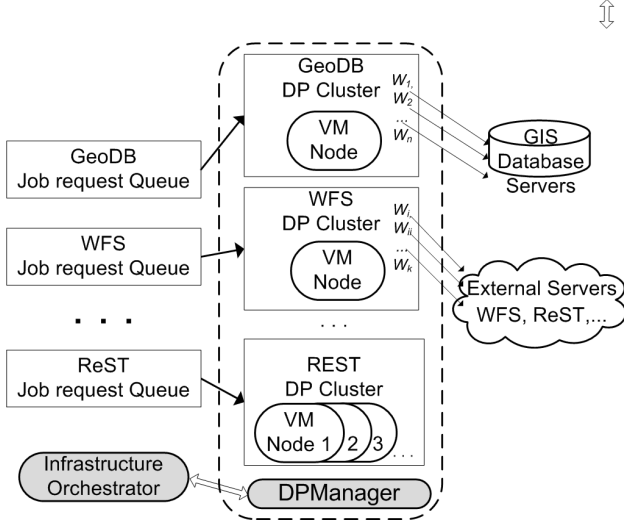 GeoDB
DP Cluster
VM
Node
W1,
W2
...
Wn
GeoDB
Job request Queue
GIS
Database
Servers
WFS
DP Cluster
VM
Node
Wi,
Wii
...
Wk
WFS
Job request Queue
External Servers
WFS, ReST,...
. . .
. . .
ReST
Job request Queue
REST
DP Cluster
VM
Node 1 2 3 ...
Infrastructure
Orchestrator
DPManager